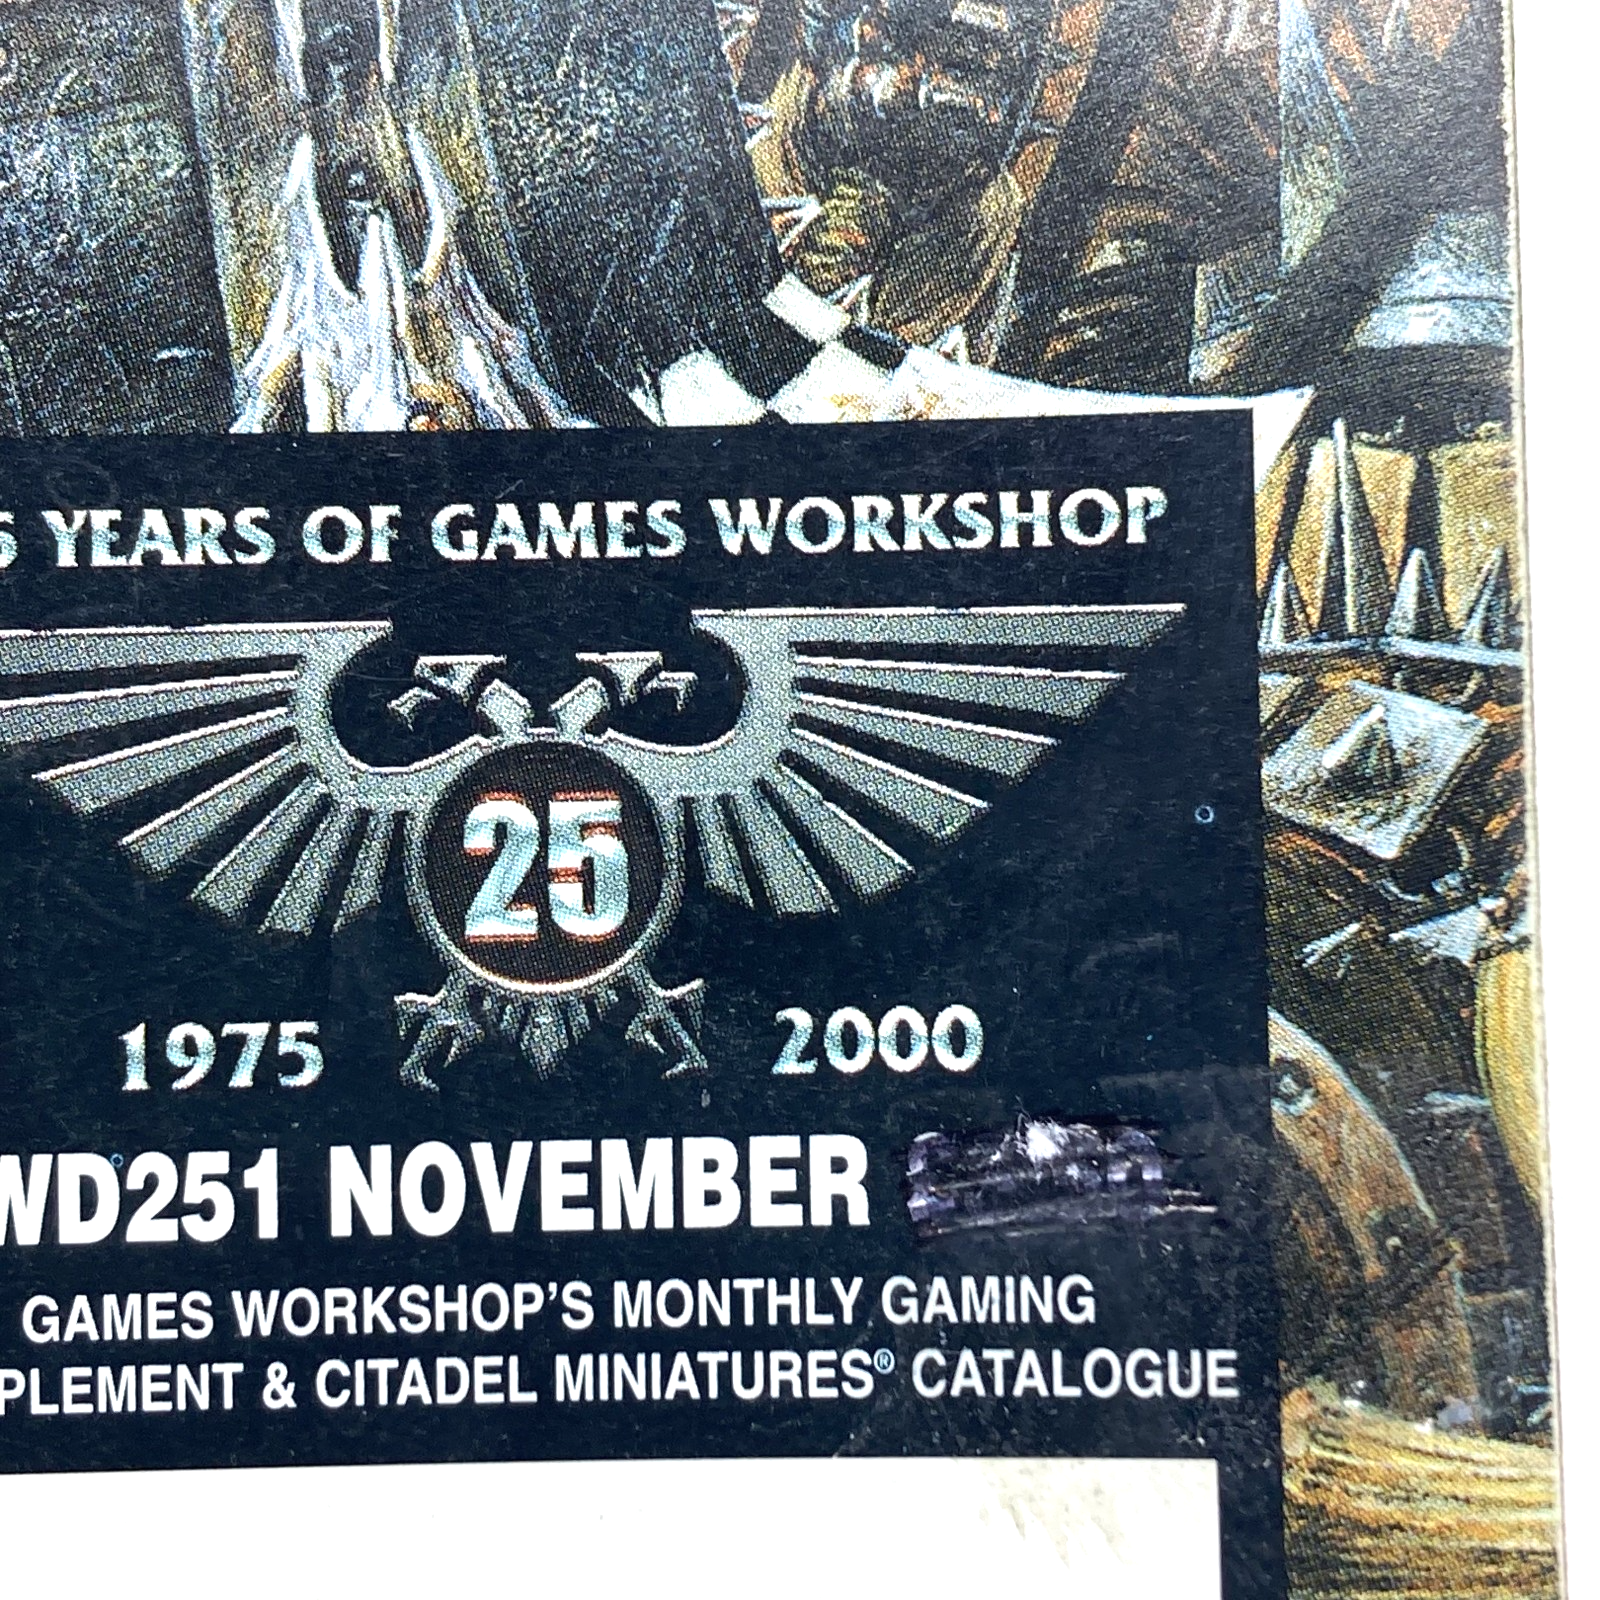 YEARS OF GAMES WORKSHOP
25
1975 2000
WD251 NOVEMBER
GAMES WORKSHOP'S MONTHLY GAMING
PLEMENT & CITADEL MINIATURES® CATALOGUE